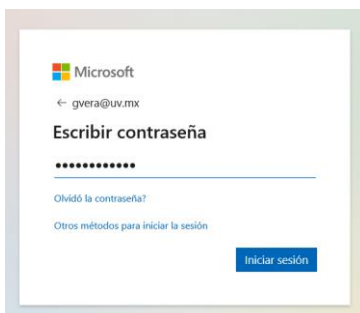 Microsoft
← gvera@uv.mx
Escribir contraseña
••••••••••••
Olvidó la contraseña?
Otros métodos para iniciar la sesión
Iniciar sesión